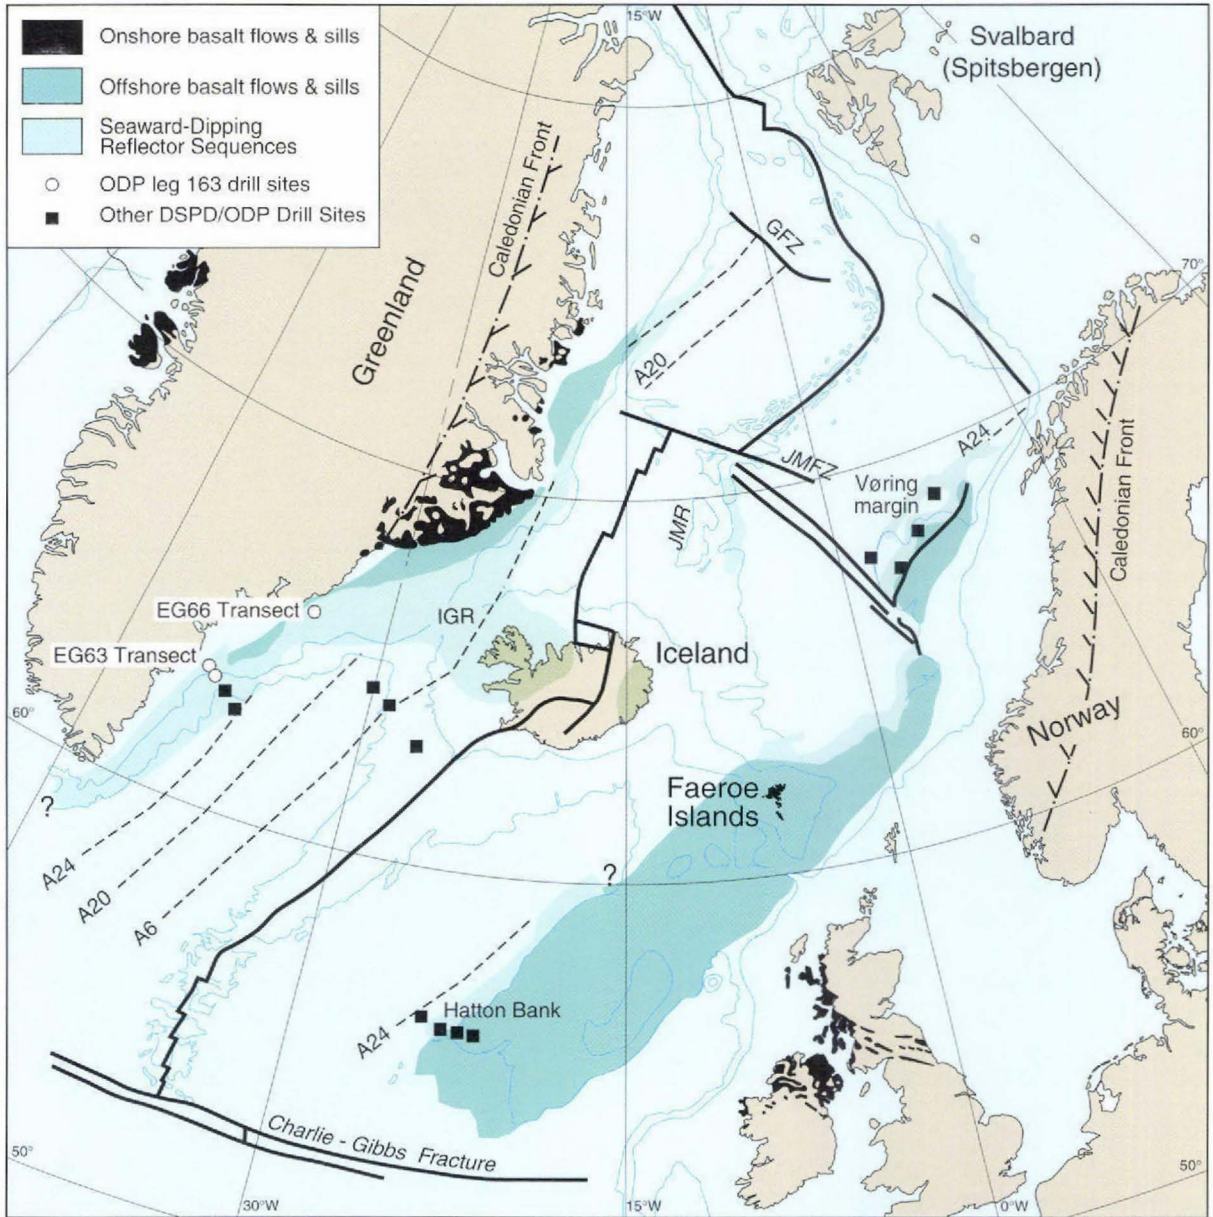 Onshore basalt flows & sills
Offshore basalt flows & sills
Seaward-Dipping
Reflector Sequences
ODP leg 163 drill sites
Other DSPD/ODP Drill Sites
15°W
Svalbard
(Spitsbergen)
Caledonian Front
GFZ
70°
Greenland
A20
A24
JMFZ
Vøring
margin
JMR
Caledonian Front
EG66 Transect
IGR
EG63 Transect
Iceland
60°
Norway
60°
?
Faeroe
Islands
A24
?
A20
A6
Hatton Bank
A24
Charlie - Gibbs Fracture
50°
50°
30°W
15°W
0°W